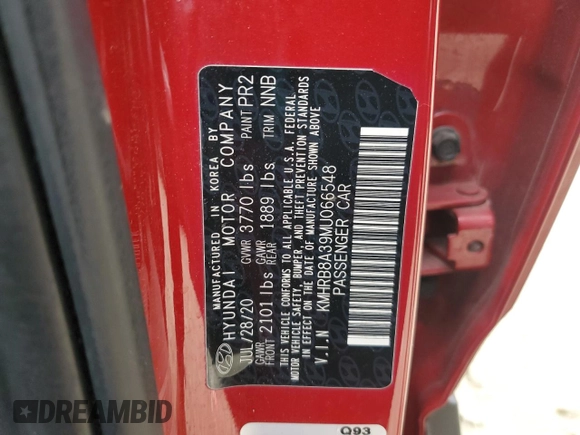 MANUFACTURED IN KOREA BY
HYUNDAI MOTOR COMPANY
JUL/28/20 GVWR 3770 lbs PAINT PR2
GAWR FRONT 2101 lbs GAWR REAR 1889 lbs TRIM NNB
THIS VEHICLE CONFORMS TO ALL APPLICABLE U.S.A. FEDERAL
MOTOR VEHICLE SAFETY, BUMPER, AND THEFT PREVENTION STANDARDS
IN EFFECT ON THE DATE OF MANUFACTURE SHOWN ABOVE
V.I.N KMHRB8A39MU066548
PASSENGER CAR
Q93
DREAMBID